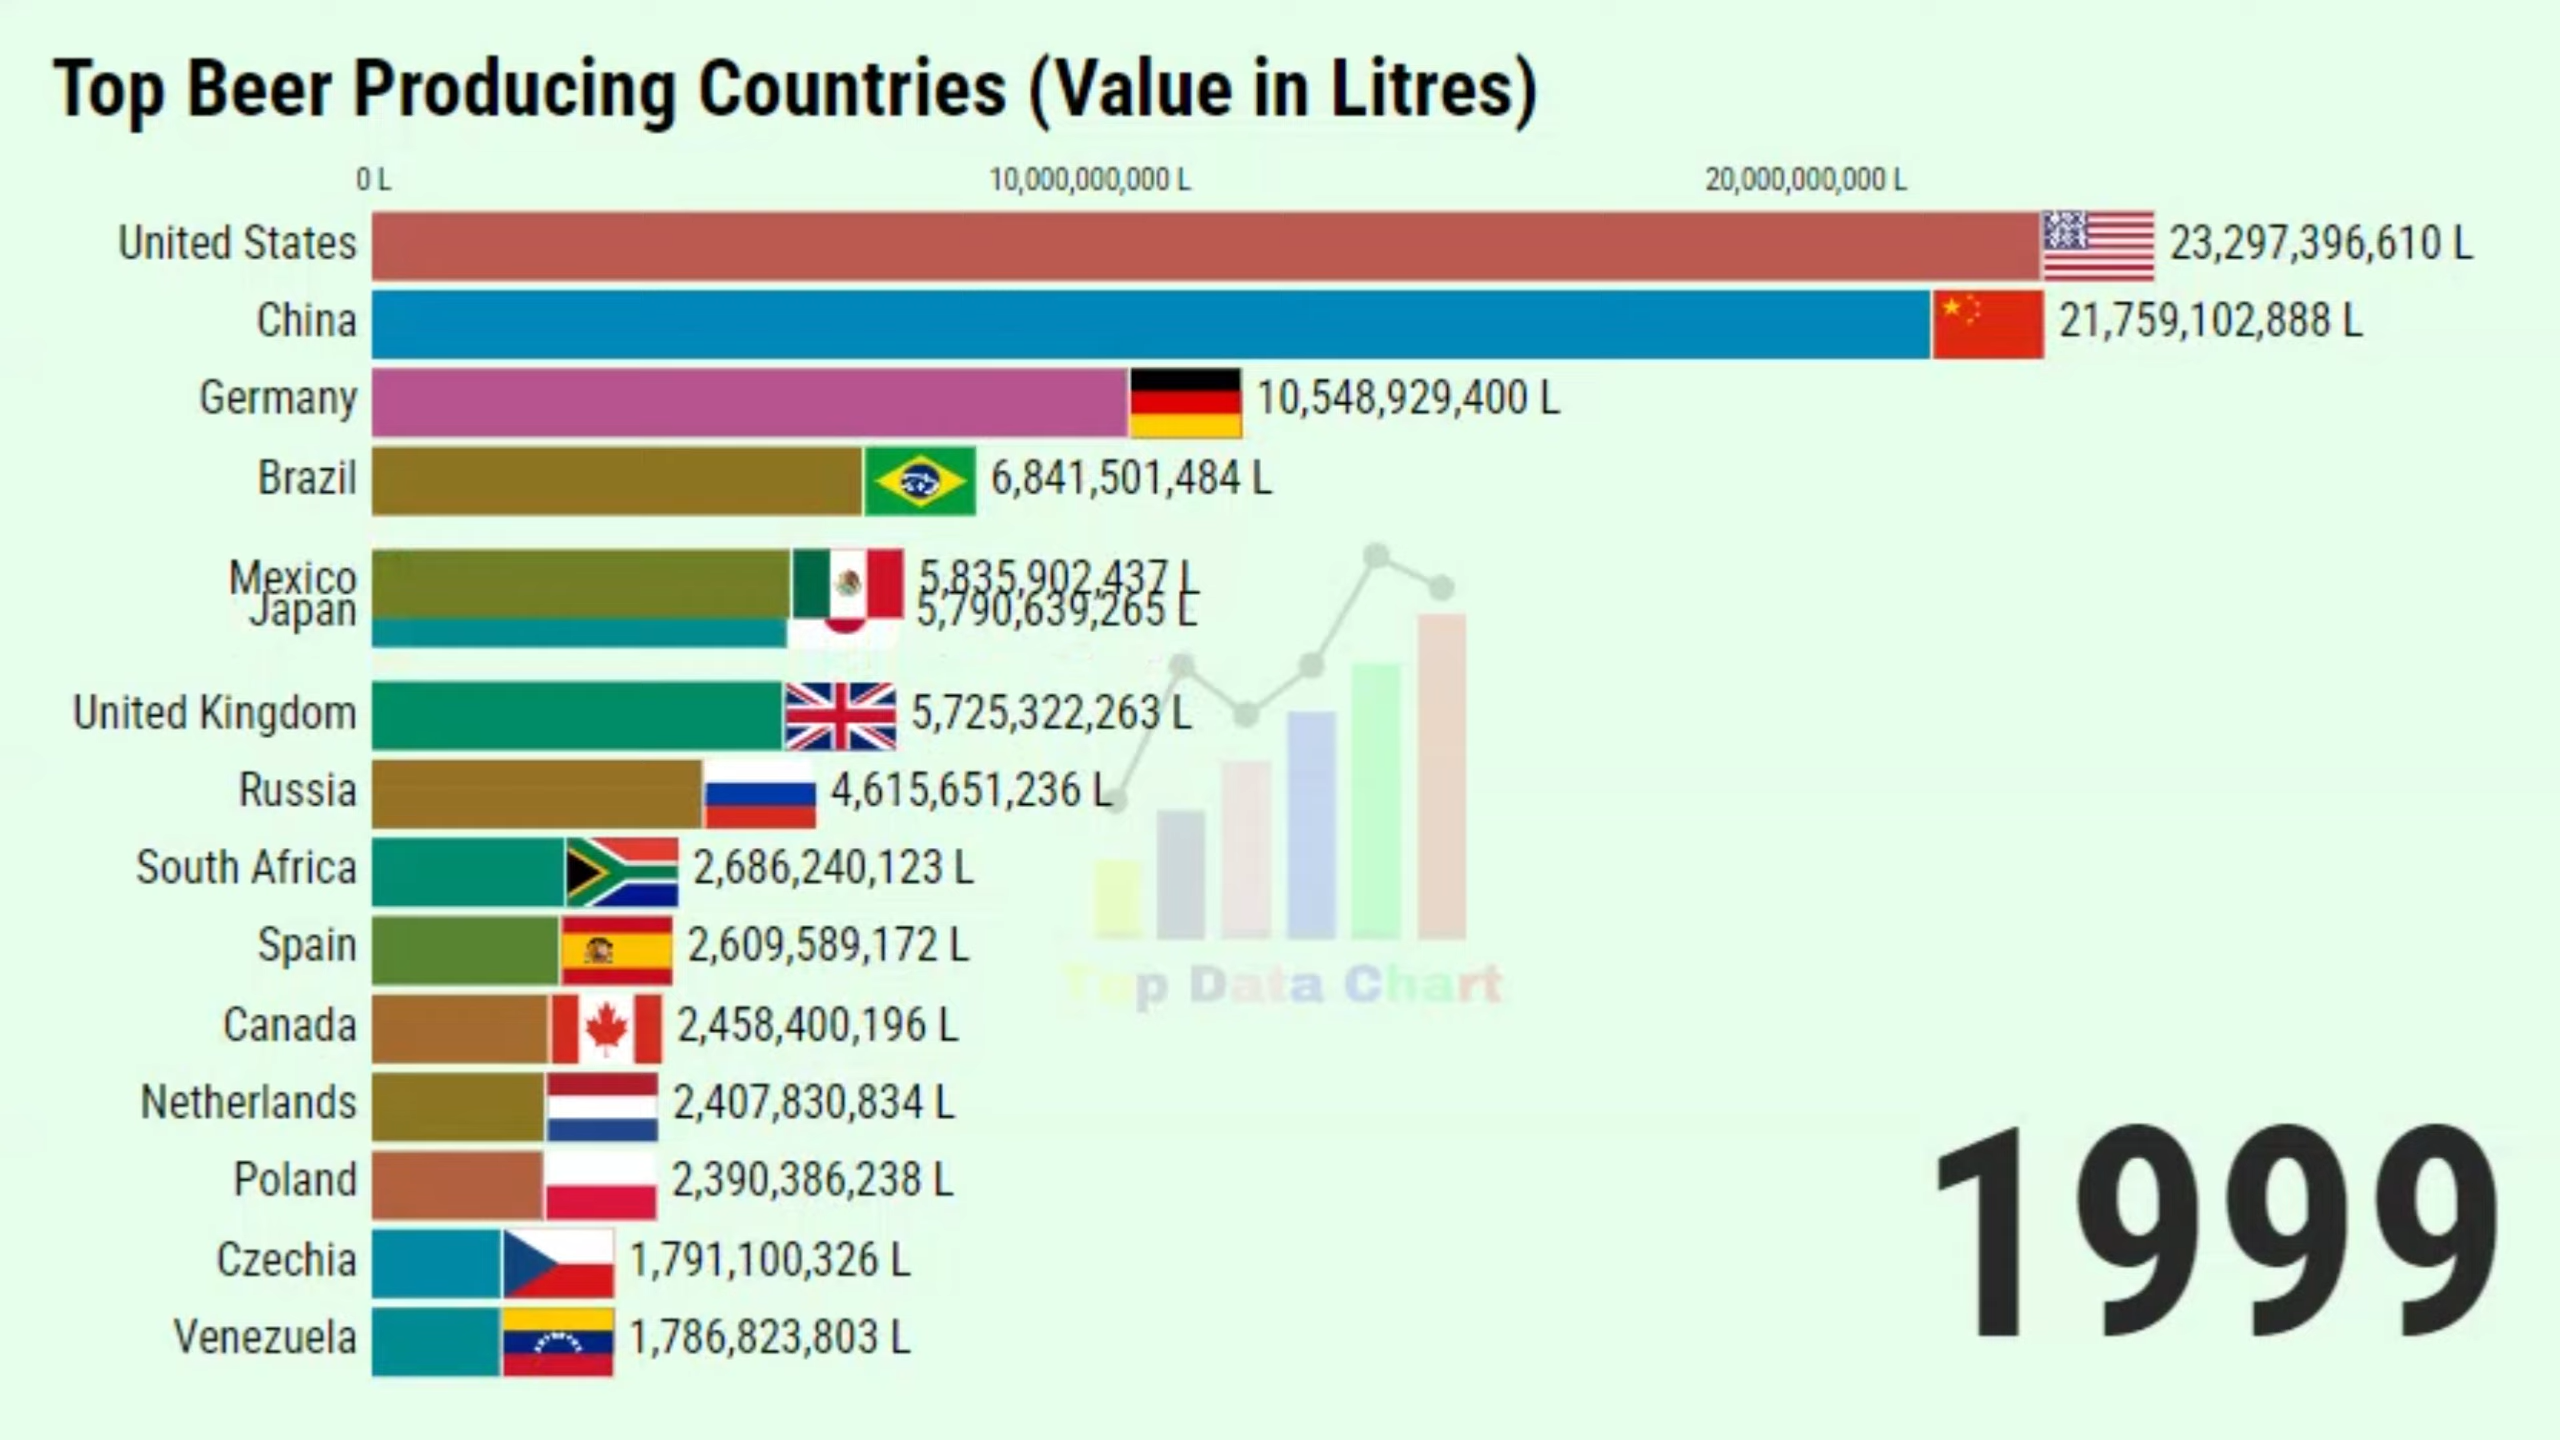 Top Beer Producing Countries (Value in Litres)
0 L 10,000,000,000 L 20,000,000,000 L
United States 23,297,396,610 L
China 21,759,102,888 L
Germany 10,548,929,400 L
Brazil 6,841,501,484 L
Mexico 5,835,902,437 L
Japan 5,790,639,265 L
United Kingdom 5,725,322,263 L
Russia 4,615,651,236 L
South Africa 2,686,240,123 L
Spain 2,609,589,172 L
Top Data Chart
Canada 2,458,400,196 L
Netherlands 2,407,830,834 L
Poland 2,390,386,238 L
Czechia 1,791,100,326 L
Venezuela 1,786,823,803 L
1999